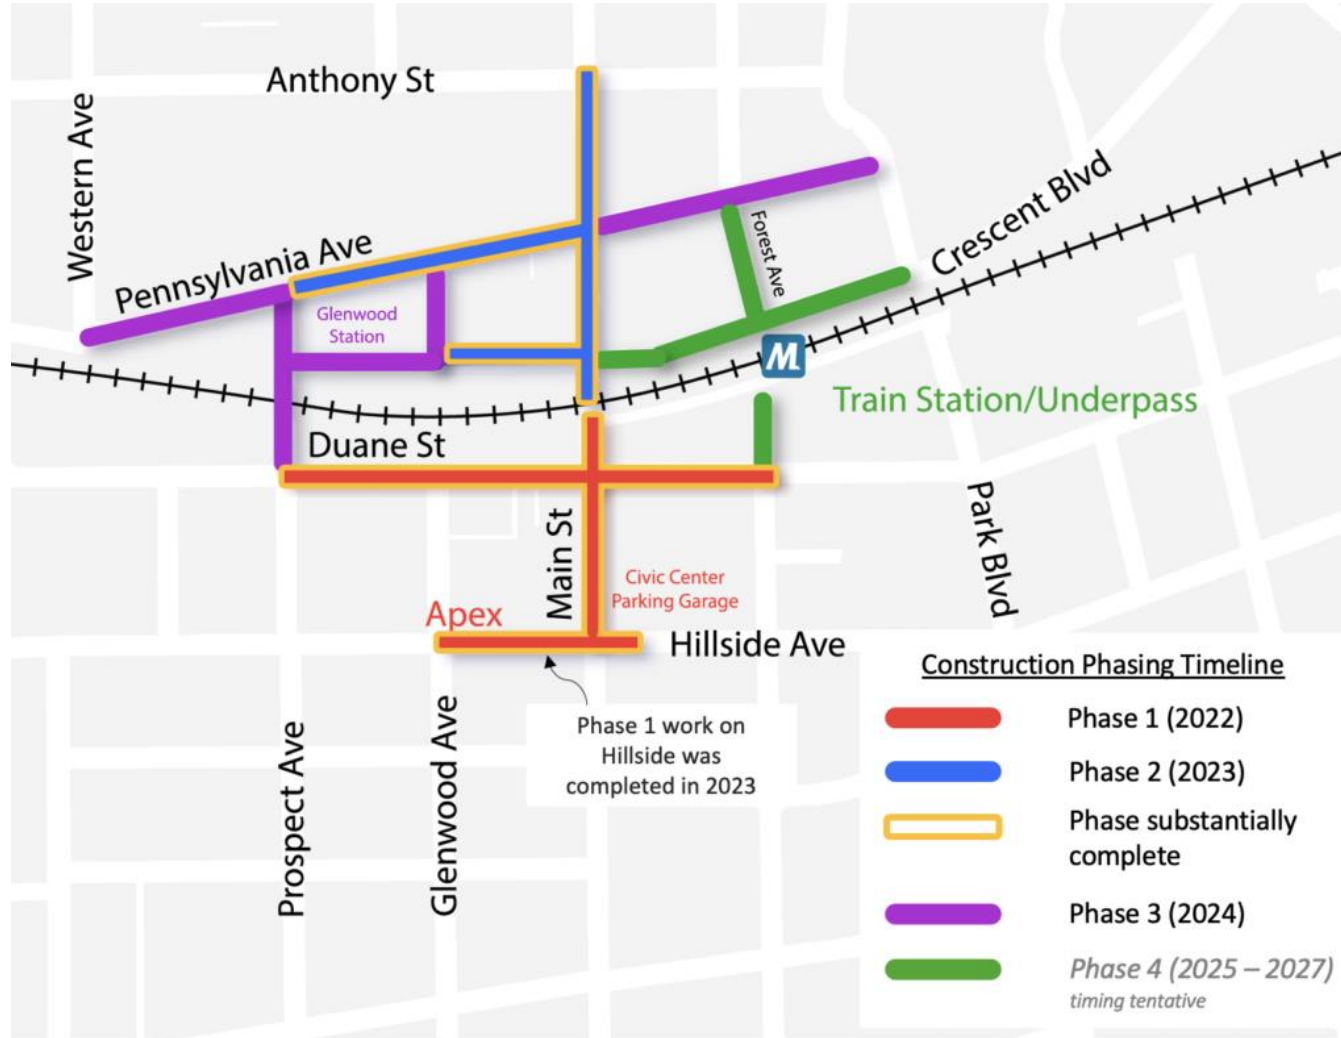 Anthony St
Western Ave
Pennsylvania Ave
Forest Ave
Crescent Blvd
Glenwood
Station
M
Train Station/Underpass
Duane St
Main St
Park Blvd
Civic Center
Parking Garage
Apex
Hillside Ave
Phase 1 work on
Hillside was
completed in 2023
Prospect Ave
Glenwood Ave
Construction Phasing Timeline
Phase 1 (2022)
Phase 2 (2023)
Phase substantially
complete
Phase 3 (2024)
Phase 4 (2025 – 2027)
timing tentative